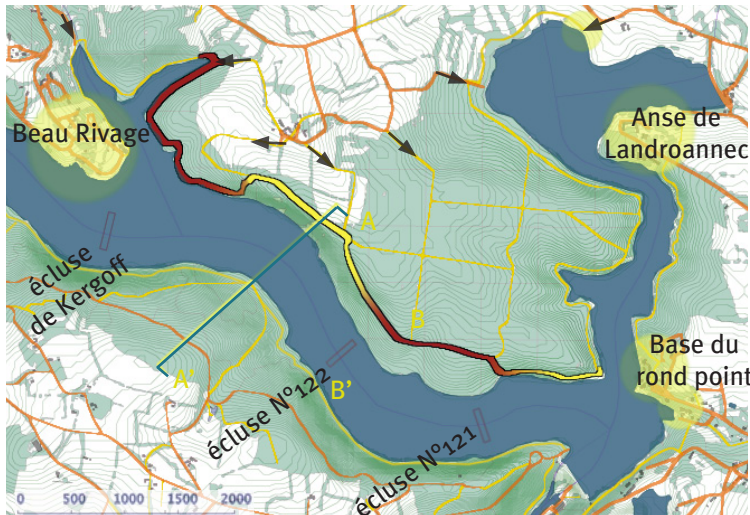 Beau Rivage
Anse de
Landroannec
A
écluse
de Kergoff
A'
B
B'
écluse N°122
écluse N°121
Base du
rond point
0 500 1000 1500 2000